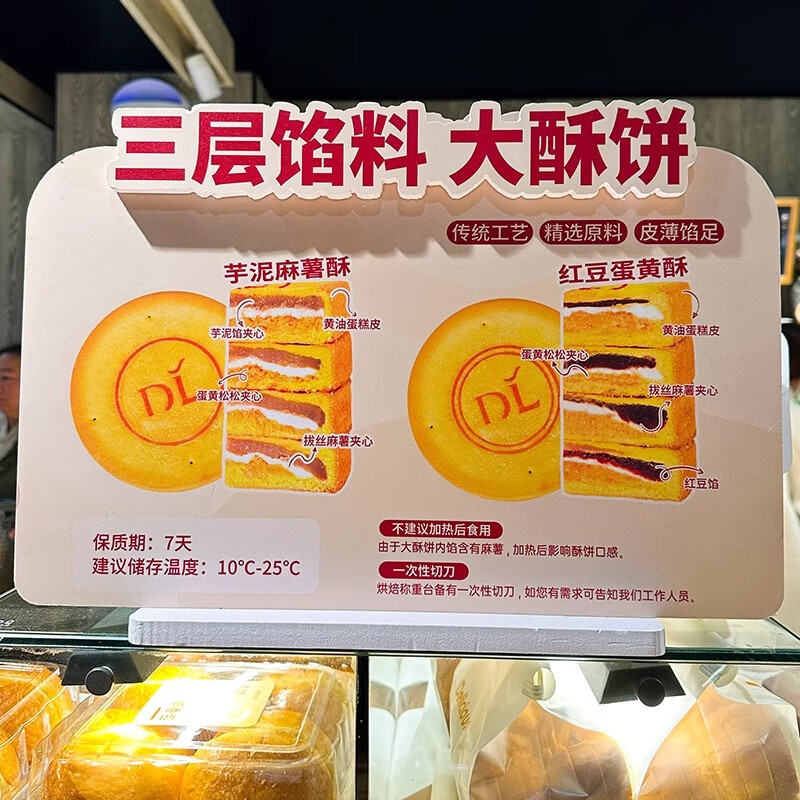 三层馅料 大酥饼
传统工艺 精选原料 皮薄馅足
芋泥麻薯酥
芋泥馅夹心
黄油蛋糕皮
蛋黄松松夹心
拔丝麻薯夹心
DL
红豆蛋黄酥
黄油蛋糕皮
蛋黄松松夹心
拔丝麻薯夹心
红豆馅
DL
保质期：7天
建议储存温度：10℃-25℃
不建议加热后食用
由于大酥饼内馅含有麻薯，加热后影响酥饼口感。
一次性切刀
烘焙称重台备有一次性切刀，如您有需求可告知我们工作人员。